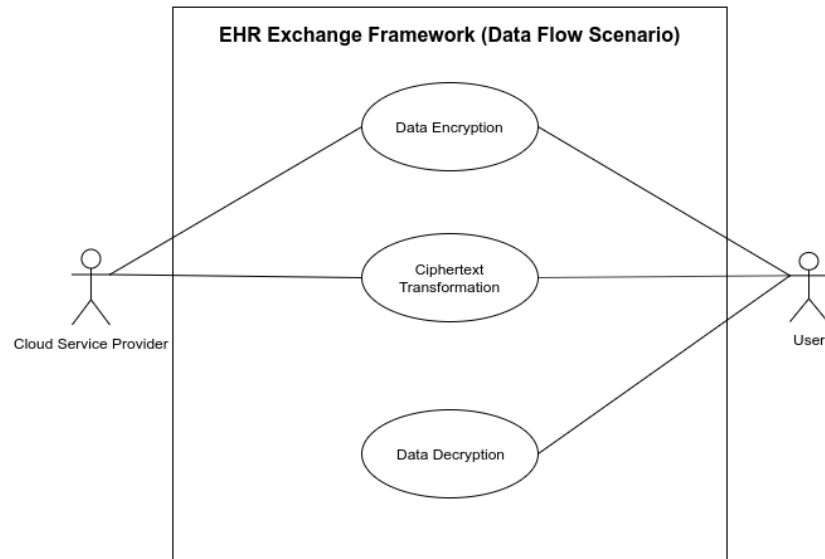 EHR Exchange Framework (Data Flow Scenario)
Data Encryption
Ciphertext
Transformation
Cloud Service Provider
User
Data Decryption